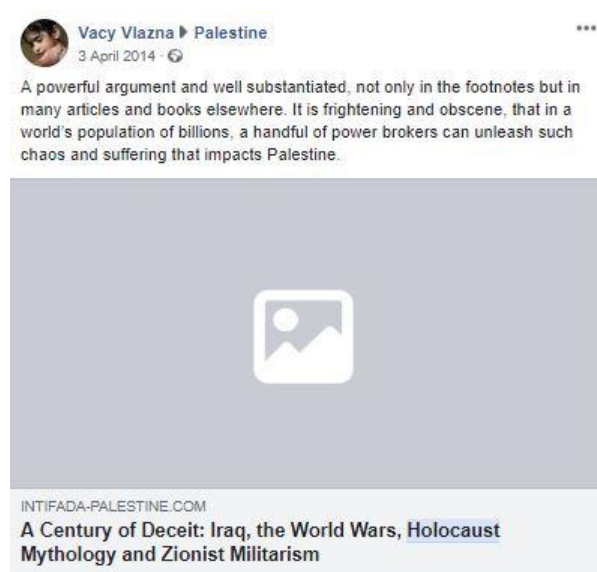 Vacy Vlazna ▶ Palestine
3 April 2014 ·
A powerful argument and well substantiated, not only in the footnotes but in
many articles and books elsewhere. It is frightening and obscene, that in a
world's population of billions, a handful of power brokers can unleash such
chaos and suffering that impacts Palestine.
INTIFADA-PALESTINE.COM
A Century of Deceit: Iraq, the World Wars, Holocaust
Mythology and Zionist Militarism